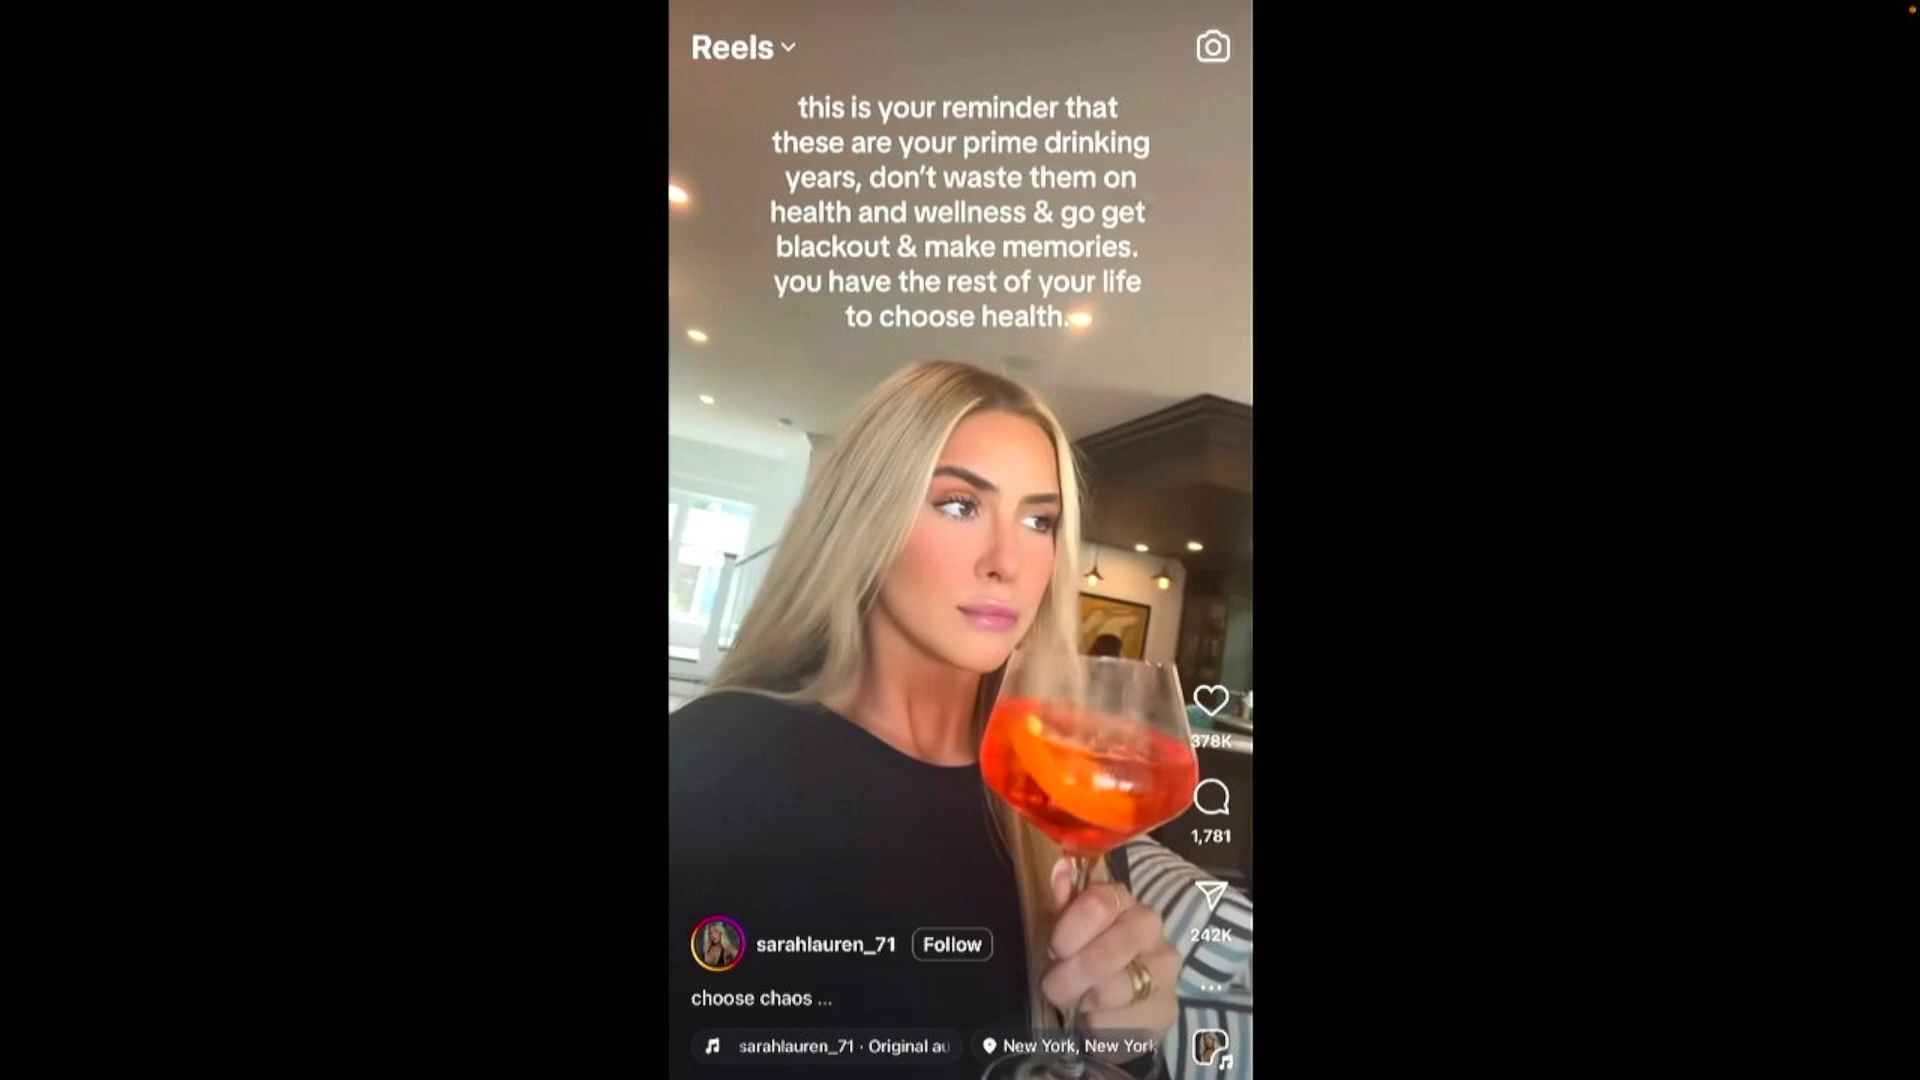 Reels
this is your reminder that
these are your prime drinking
years, don't waste them on
health and wellness & go get
blackout & make memories.
you have the rest of your life
to choose health.
378K
1,781
242K
sarahlauren_71 Follow
choose chaos ...
sarahlauren_71 · Original au
New York, New York